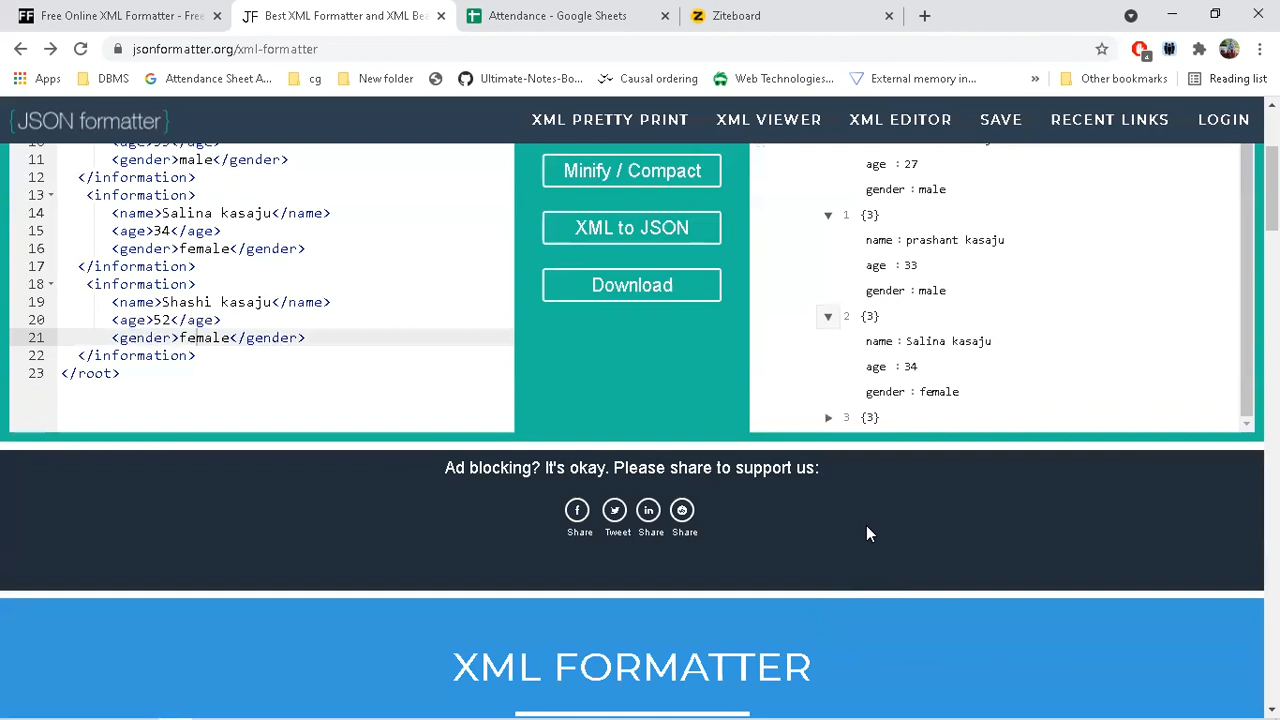 Free Online XML Formatter - Fre
Best XML Formatter and XML Bea
Attendance - Google Sheets
Ziteboard
jsonformatter.org/xml-formatter
Apps
DBMS
Attendance Sheet A...
cg
New folder
Ultimate-Notes-Bo...
Causal ordering
Web Technologies...
External memory in...
»
Other bookmarks
Reading list
{JSON formatter}
XML PRETTY PRINT
XML VIEWER
XML EDITOR
SAVE
RECENT LINKS
LOGIN
11 <gender>male</gender>
12 </information>
13 <information>
14 <name>Salina kasaju</name>
15 <age>34</age>
16 <gender>female</gender>
17 </information>
18 <information>
19 <name>Shashi kasaju</name>
20 <age>52</age>
21 <gender>female</gender>
22 </information>
23 </root>
Minify / Compact
XML to JSON
Download
age : 27
gender : male
1 {3}
name : prashant kasaju
age : 33
gender : male
2 {3}
name : Salina kasaju
age : 34
gender : female
3 {3}
Ad blocking? It's okay. Please share to support us:
Share
Tweet
Share
Share
XML FORMATTER